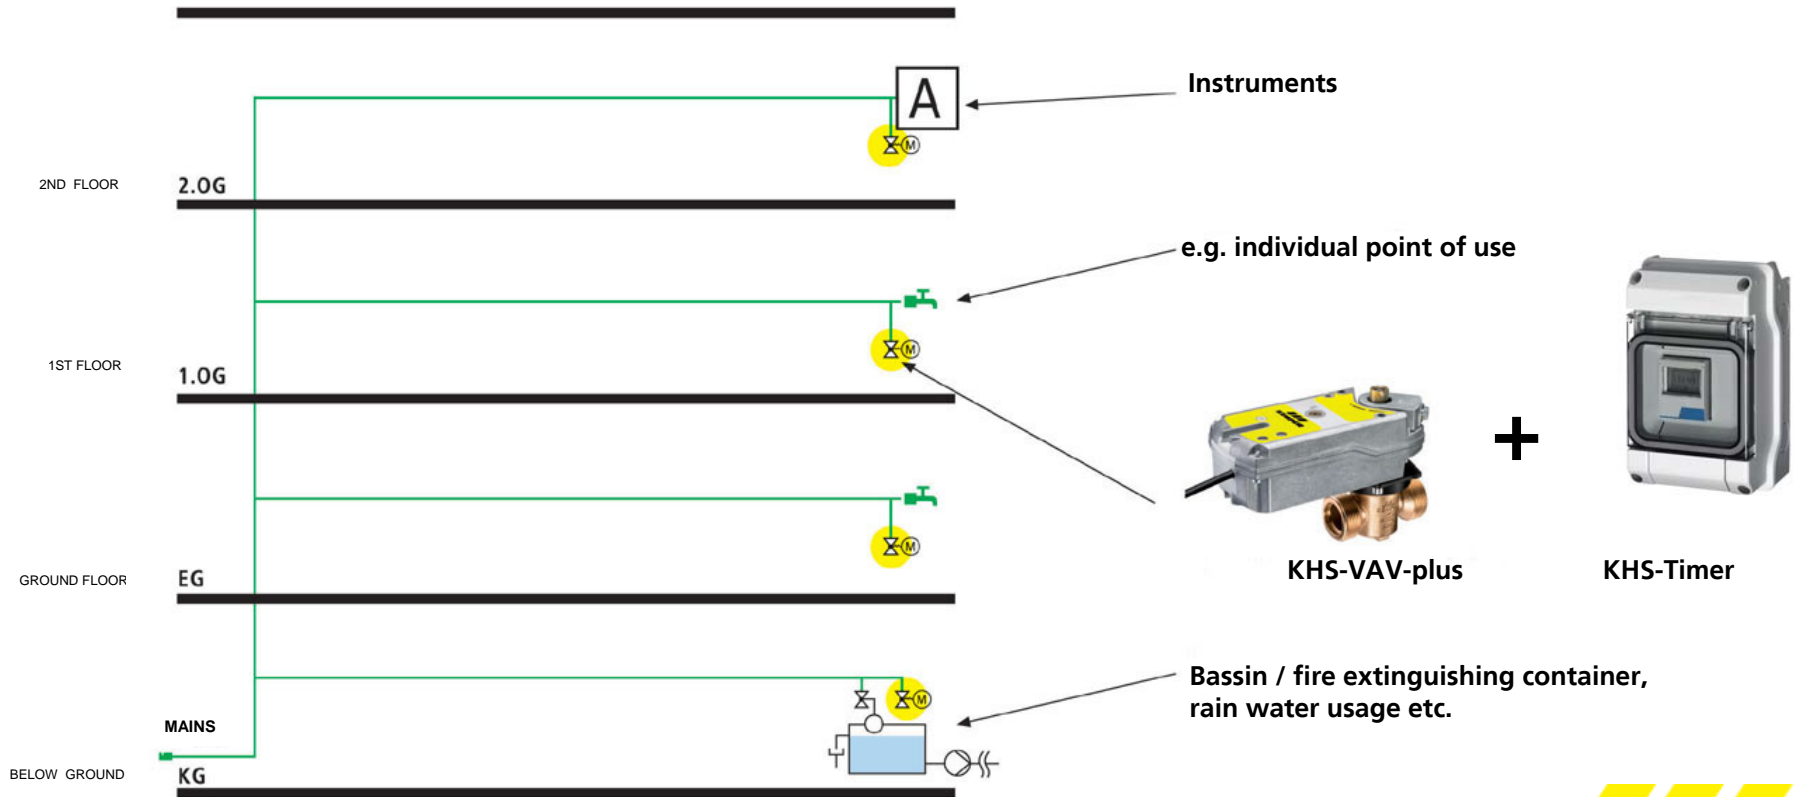 A
Instruments
M
2ND FLOOR
2.OG
e.g. individual point of use
M
1ST FLOOR
1.OG
+
M
KHS-VAV-plus
KHS-Timer
GROUND FLOOR
EG
Bassin / fire extinguishing container,
rain water usage etc.
M
MAINS
BELOW GROUND
KG